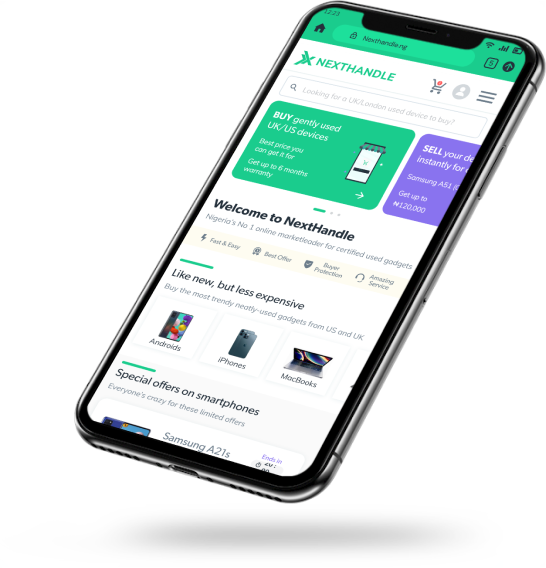 12:23
Nexthandle.ng
5
NEXTHANDLE
Looking for a UK/London used device to buy?
BUY gently used
UK/US devices
Best price you
can get it for
Get up to 6 months
warranty
SELL your de
instantly for
Samsung A51 (
Get up to
₦120,000
Welcome to NextHandle
Nigeria's No 1 online marketleader for certified used gadgets
Fast & Easy
Best Offer
Buyer
Protection
Amazing
Service
Like new, but less expensive
Buy the most trendy neatly-used gadgets from US and UK
Androids
iPhones
MacBooks
Special offers on smartphones
Everyone's crazy for these limited offers
Samsung A21s
Ends in